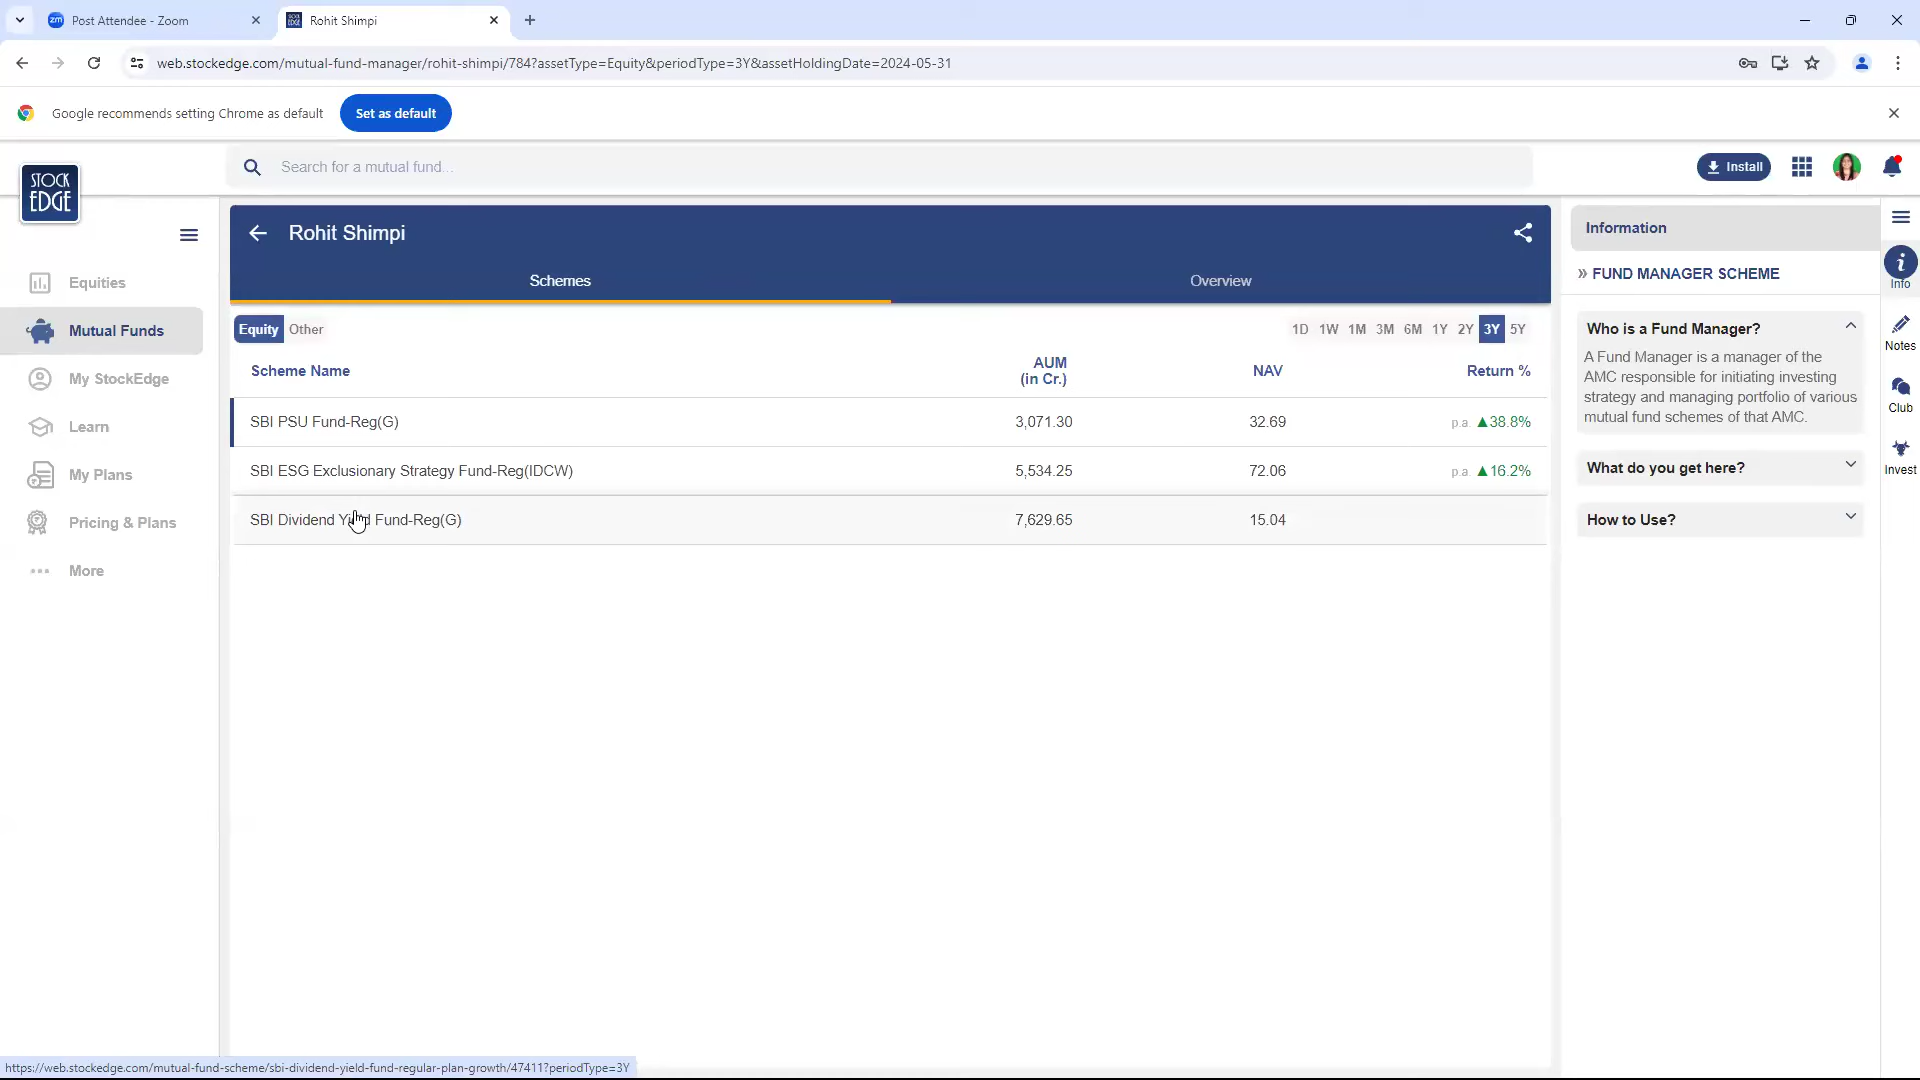 zm Post Attendee - Zoom
Rohit Shimpi
web.stockedge.com/mutual-fund-manager/rohit-shimpi/784?assetType=Equity&periodType=3Y&assetHoldingDate=2024-05-31
Google recommends setting Chrome as default
Set as default
STOCK
EDGE
Search for a mutual fund...
Install
Equities
Mutual Funds
My StockEdge
Learn
My Plans
Pricing & Plans
More
Rohit Shimpi
Schemes Overview
Equity Other
1D 1W 1M 3M 6M 1Y 2Y 3Y 5Y
Scheme Name AUM (in Cr.) NAV Return %
SBI PSU Fund-Reg(G) 3,071.30 32.69 p.a. ▲38.8%
SBI ESG Exclusionary Strategy Fund-Reg(IDCW) 5,534.25 72.06 p.a. ▲16.2%
SBI Dividend Yield Fund-Reg(G) 7,629.65 15.04
Information
» FUND MANAGER SCHEME
Who is a Fund Manager?
A Fund Manager is a manager of the
AMC responsible for initiating investing
strategy and managing portfolio of various
mutual fund schemes of that AMC.
What do you get here?
How to Use?
Info
Notes
Club
Invest
https://web.stockedge.com/mutual-fund-scheme/sbi-dividend-yield-fund-regular-plan-growth/47411?periodType=3Y